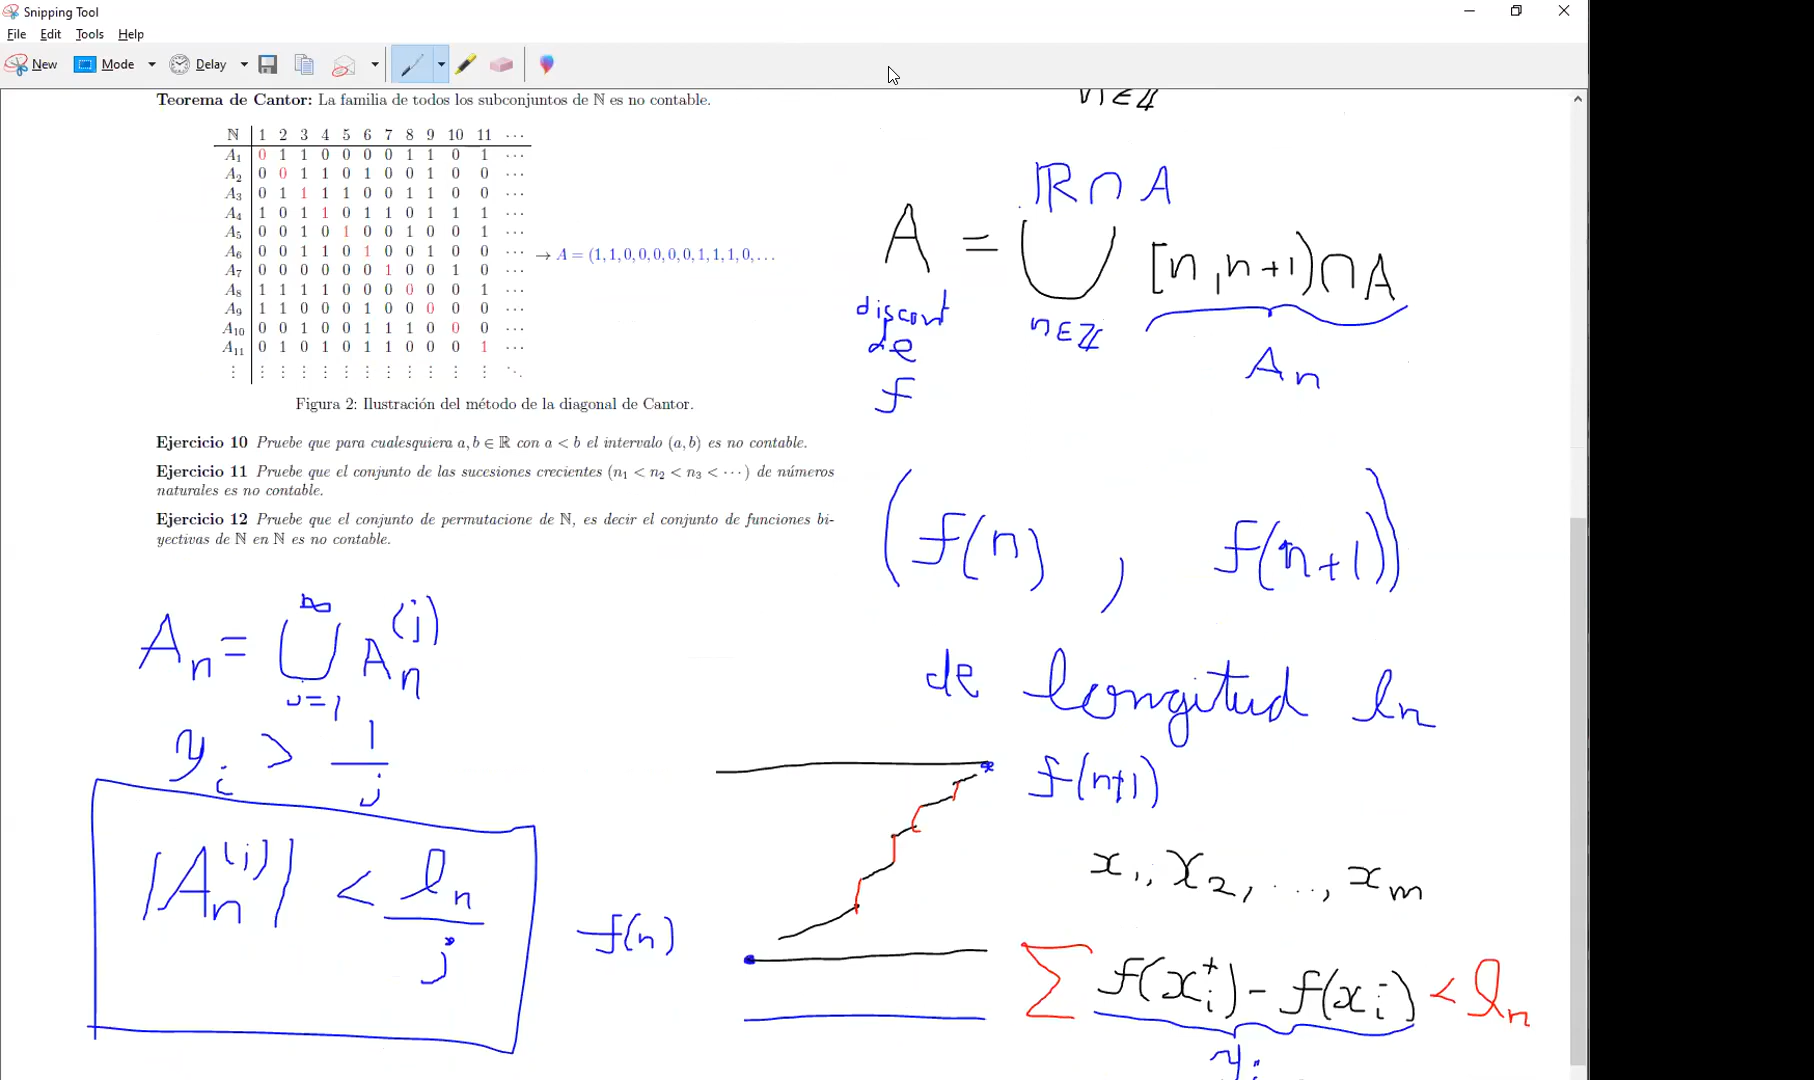 Snipping Tool
File Edit Tools Help
New Mode Delay
Teorema de Cantor: La familia de todos los subconjuntos de ℕ es no contable.
ℕ 1 2 3 4 5 6 7 8 9 10 11 ⋯
A₁ 0 1 1 0 0 0 0 1 1 0 1 ⋯
A₂ 0 0 1 1 0 1 0 0 1 0 0 ⋯
A₃ 0 1 1 1 1 0 0 1 1 0 0 ⋯
A₄ 1 0 1 1 0 1 1 0 1 1 1 ⋯
A₅ 0 0 1 0 1 0 0 1 0 0 1 ⋯
A₆ 0 0 1 1 0 1 0 0 1 0 0 ⋯
→ A = (1,1,0,0,0,0,0,1,1,1,0,…
A₇ 0 0 0 0 0 0 1 0 0 1 0 ⋯
A₈ 1 1 1 1 0 0 0 0 0 0 1 ⋯
A₉ 1 1 0 0 0 1 0 0 0 0 0 ⋯
A₁₀ 0 0 1 0 0 1 1 1 0 0 0 ⋯
A₁₁ 0 1 0 1 0 1 1 0 0 0 1 ⋯
⋮ ⋮ ⋮ ⋮ ⋮ ⋮ ⋮ ⋮ ⋮ ⋮ ⋮ ⋮ ⋱
Figura 2: Ilustración del método de la diagonal de Cantor.
Ejercicio 10 Pruebe que para cualesquiera a, b ∈ ℝ con a < b el intervalo (a, b) es no contable.
Ejercicio 11 Pruebe que el conjunto de las sucesiones crecientes (n₁ < n₂ < n₃ < ⋯) de números
naturales es no contable.
Ejercicio 12 Pruebe que el conjunto de permutacione de ℕ, es decir el conjunto de funciones bi-
yectivas de ℕ en ℕ es no contable.
Aₙ = ⋃_{j=1}^{∞} Aₙ^{(j)}
yᵢ > 1/j
|Aₙ^{(j)}| < lₙ/j
n∈ℤ
ℝ∩A
A = ⋃_{n∈ℤ} [n, n+1)∩A
Aₙ
discont
de
f
(f(n) , f(n+1))
de longitud lₙ
f(n+1)
f(n)
x₁, x₂, ..., xₘ
∑ f(xᵢ⁺) - f(xᵢ) < lₙ
yᵢ